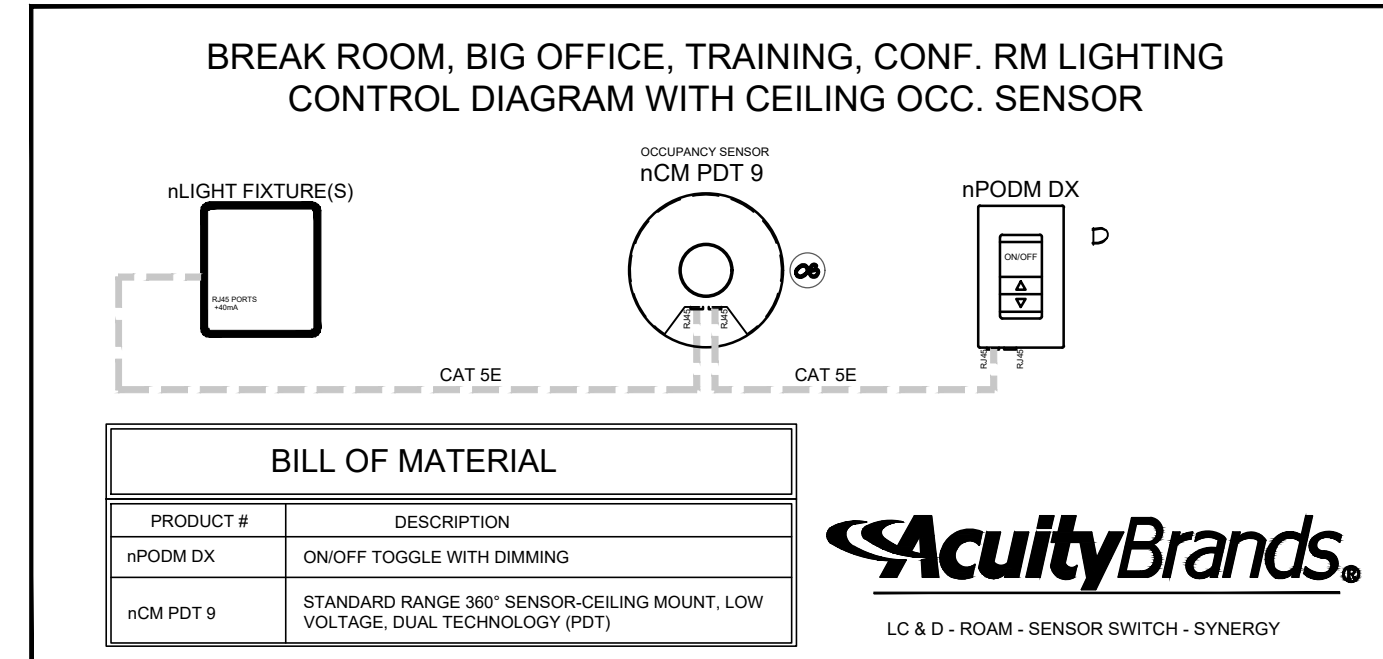 BREAK ROOM, BIG OFFICE, TRAINING, CONF. RM LIGHTING
CONTROL DIAGRAM WITH CEILING OCC. SENSOR
OCCUPANCY SENSOR
nCM PDT 9
nLIGHT FIXTURE(S)
nPODM DX
D
ON/OFF
RJ45 PORTS
+40mA
RJ45
RJ45
RJ45
RJ45
CAT 5E
CAT 5E
BILL OF MATERIAL
PRODUCT #
DESCRIPTION
nPODM DX
ON/OFF TOGGLE WITH DIMMING
nCM PDT 9
STANDARD RANGE 360° SENSOR-CEILING MOUNT, LOW
VOLTAGE, DUAL TECHNOLOGY (PDT)
AcuityBrands®
LC & D - ROAM - SENSOR SWITCH - SYNERGY